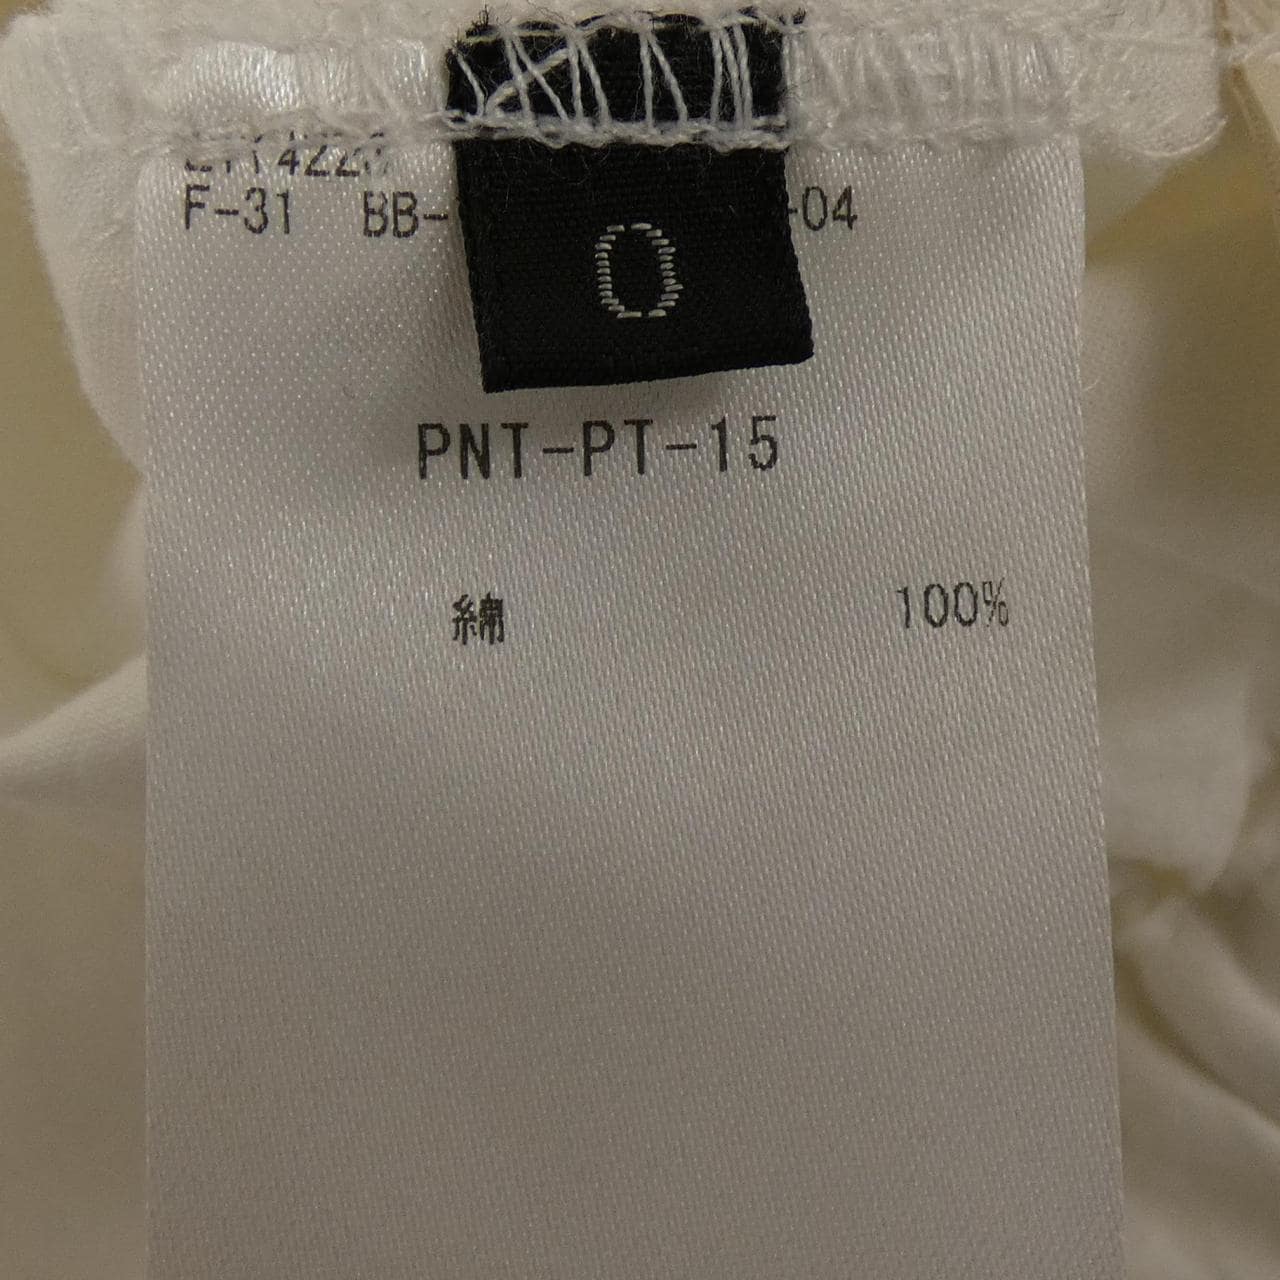 F-31 BB- -04
0
PNT-PT-15
綿 100%